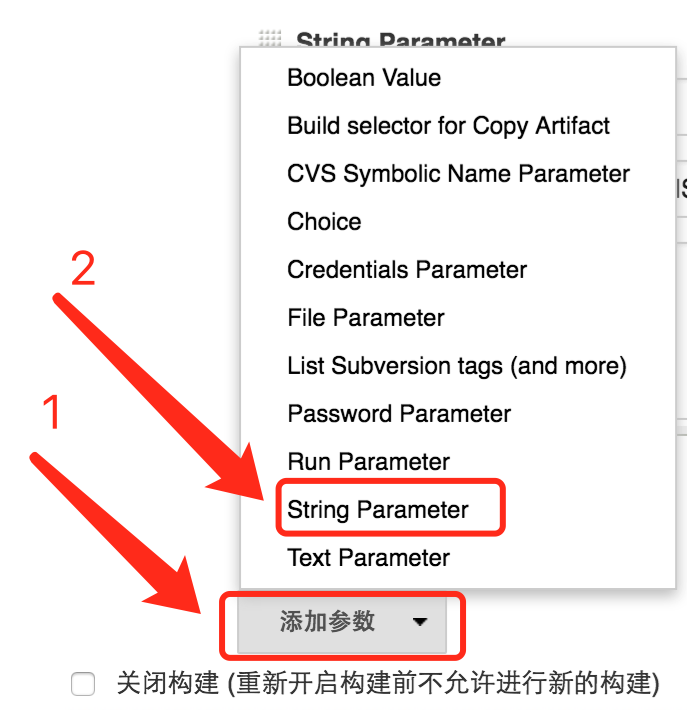 String Parameter
Boolean Value
Build selector for Copy Artifact
CVS Symbolic Name Parameter
Choice
2
Credentials Parameter
File Parameter
List Subversion tags (and more)
1
Password Parameter
Run Parameter
String Parameter
Text Parameter
添加参数
关闭构建 (重新开启构建前不允许进行新的构建)